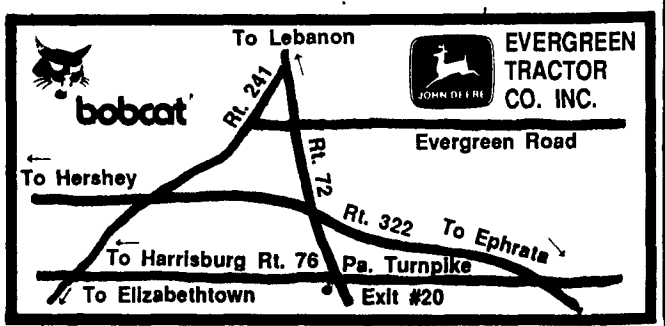 To Lebanon
EVERGREEN
TRACTOR
CO. INC.
JOHN DEERE
bobcat
Rt. 241
Evergreen Road
Rt. 72
To Hershey
Rt. 322
To Ephrata
To Harrisburg Rt. 76 Pa. Turnpike
To Elizabethtown
Exit #20